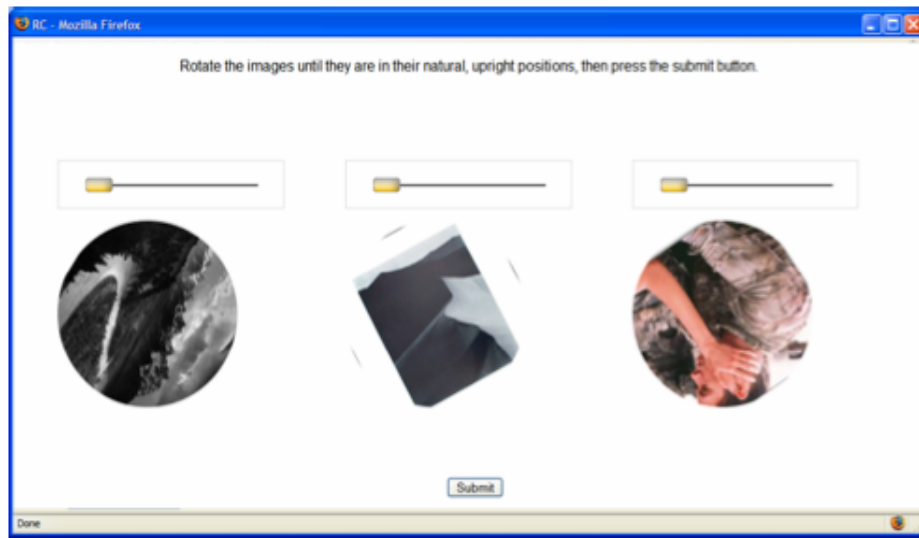 RC - Mozilla Firefox
Rotate the images until they are in their natural, upright positions, then press the submit button.
Submit
Done